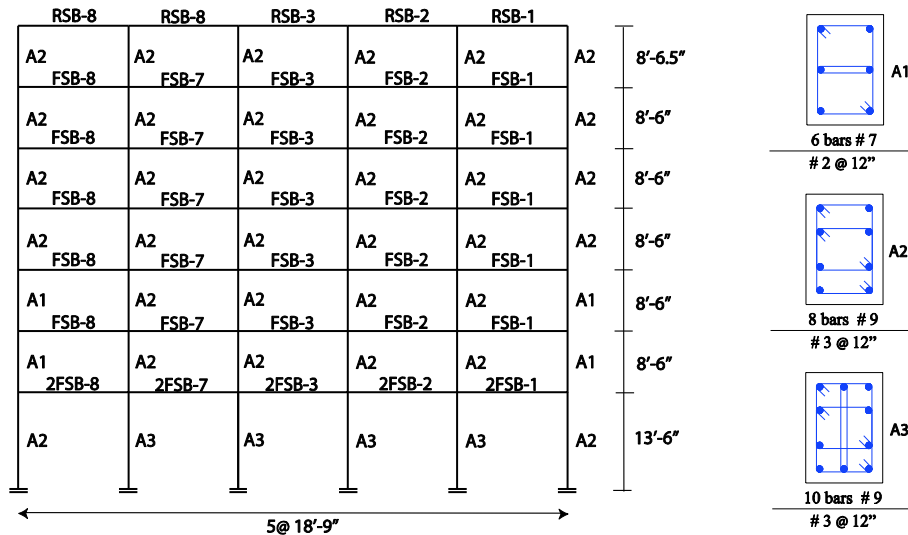 RSB-8 RSB-8 RSB-3 RSB-2 RSB-1
A2 A2 A2 A2 A2 A2 8'-6.5"
FSB-8 FSB-7 FSB-3 FSB-2 FSB-1
A2 A2 A2 A2 A2 A2 8'-6"
FSB-8 FSB-7 FSB-3 FSB-2 FSB-1
A2 A2 A2 A2 A2 A2 8'-6"
FSB-8 FSB-7 FSB-3 FSB-2 FSB-1
A2 A2 A2 A2 A2 A2 8'-6"
FSB-8 FSB-7 FSB-3 FSB-2 FSB-1
A1 A2 A2 A2 A2 A1 8'-6"
FSB-8 FSB-7 FSB-3 FSB-2 FSB-1
A1 A2 A2 A2 A2 A1 8'-6"
2FSB-8 2FSB-7 2FSB-3 2FSB-2 2FSB-1
A2 A3 A3 A3 A3 A2 13'-6"
5@ 18'-9"
A1
6 bars # 7
# 2 @ 12"
A2
8 bars # 9
# 3 @ 12"
A3
10 bars # 9
# 3 @ 12"